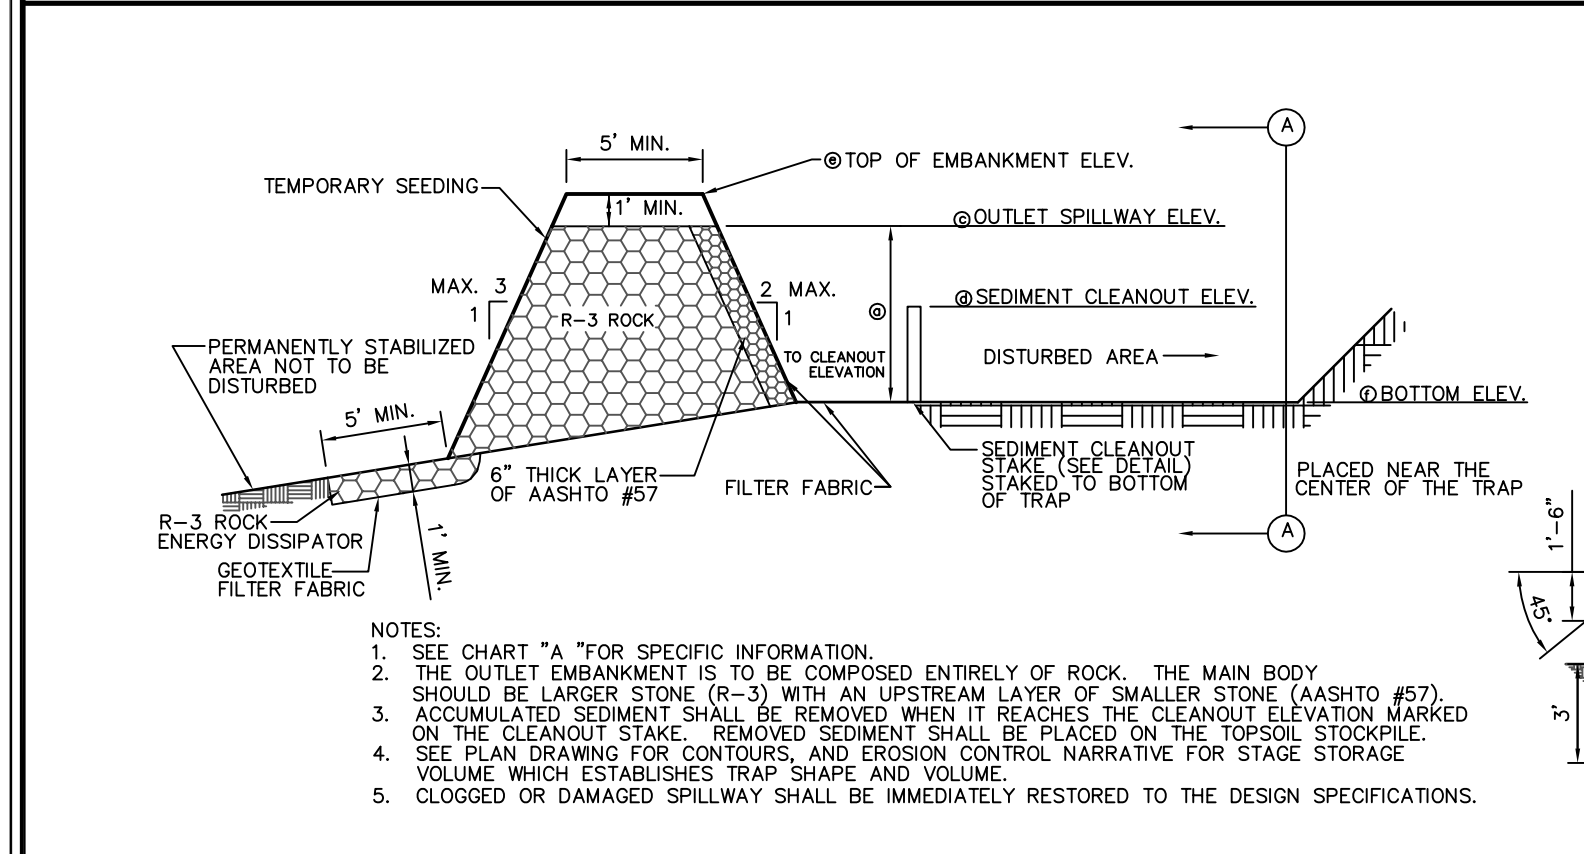 5' MIN.
TEMPORARY SEEDING
ⓔ TOP OF EMBANKMENT ELEV.
1' MIN.
ⓒ OUTLET SPILLWAY ELEV.
MAX. 3
1
2 MAX.
1
R-3 ROCK
ⓐ
ⓓ SEDIMENT CLEANOUT ELEV.
TO CLEANOUT
ELEVATION
DISTURBED AREA
A
PERMANENTLY STABILIZED
AREA NOT TO BE
DISTURBED
5' MIN.
ⓕ BOTTOM ELEV.
6" THICK LAYER
OF AASHTO #57
FILTER FABRIC
SEDIMENT CLEANOUT
STAKE (SEE DETAIL)
STAKED TO BOTTOM
OF TRAP
PLACED NEAR THE
CENTER OF THE TRAP
R-3 ROCK
ENERGY DISSIPATOR
GEOTEXTILE
FILTER FABRIC
1' MIN.
A
1'-6"
45°
3'
NOTES:
1. SEE CHART "A "FOR SPECIFIC INFORMATION.
2. THE OUTLET EMBANKMENT IS TO BE COMPOSED ENTIRELY OF ROCK. THE MAIN BODY
SHOULD BE LARGER STONE (R-3) WITH AN UPSTREAM LAYER OF SMALLER STONE (AASHTO #57).
3. ACCUMULATED SEDIMENT SHALL BE REMOVED WHEN IT REACHES THE CLEANOUT ELEVATION MARKED
ON THE CLEANOUT STAKE. REMOVED SEDIMENT SHALL BE PLACED ON THE TOPSOIL STOCKPILE.
4. SEE PLAN DRAWING FOR CONTOURS, AND EROSION CONTROL NARRATIVE FOR STAGE STORAGE
VOLUME WHICH ESTABLISHES TRAP SHAPE AND VOLUME.
5. CLOGGED OR DAMAGED SPILLWAY SHALL BE IMMEDIATELY RESTORED TO THE DESIGN SPECIFICATIONS.